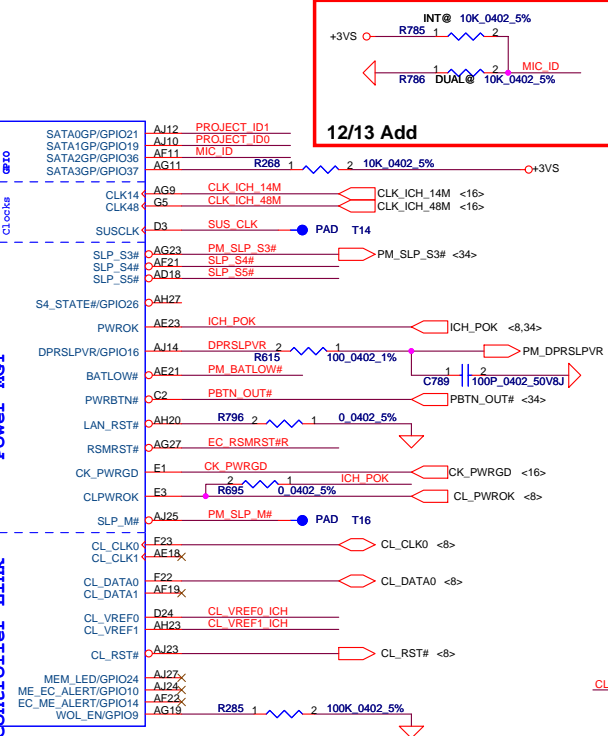 INT@ 10K_0402_5%
+3VS R785 1 2
R786 1 2 MIC_ID
DUAL@ 10K_0402_5%
12/13 Add
GPIO
SATA0GP/GPIO21 AJ12 PROJECT_ID1
SATA1GP/GPIO19 AJ10 PROJECT_ID0
SATA2GP/GPIO36 AF11 MIC_ID
SATA3GP/GPIO37 AG11 R268 1 2 10K_0402_5% +3VS
Clocks
CLK14 AG9 CLK_ICH_14M CLK_ICH_14M <16>
CLK48 G5 CLK_ICH_48M CLK_ICH_48M <16>
SUSCLK D3 SUS_CLK PAD T14
SLP_S3# AG23 PM_SLP_S3# PM_SLP_S3# <34>
SLP_S4# AF21 SLP_S4#
SLP_S5# AD18 SLP_S5#
S4_STATE#/GPIO26 AH27
PWROK AE23 ICH_POK ICH_POK <8,34>
DPRSLPVR/GPIO16 AJ14 DPRSLPVR 2 1 PM_DPRSLPVR
R615 100_0402_1%
BATLOW# AE21 PM_BATLOW# 1 2
C789 100P_0402_50V8J
PWRBTN# C2 PBTN_OUT# PBTN_OUT# <34>
LAN_RST# AH20 R796 2 1 0_0402_5%
RSMRST# AG27 EC_RSMRST#R
CK_PWRGD E1 CK_PWRGD CK_PWRGD <16>
2 1 ICH_POK
CLPWROK E3 R695 0_0402_5% CL_PWROK <8>
SLP_M# AJ25 PM_SLP_M# PAD T16
CL_CLK0 F23 CL_CLK0 <8>
CL_CLK1 AE18
CL_DATA0 F22 CL_DATA0 <8>
CL_DATA1 AF19
CL_VREF0 D24 CL_VREF0_ICH
CL_VREF1 AH23 CL_VREF1_ICH
CL_RST# AJ23 CL_RST# <8>
MEM_LED/GPIO24 AJ27
ME_EC_ALERT/GPIO10 AJ24
EC_ME_ALERT/GPIO14 AF22
WOL_EN/GPIO9 AG19 R285 1 2 100K_0402_5%
CL